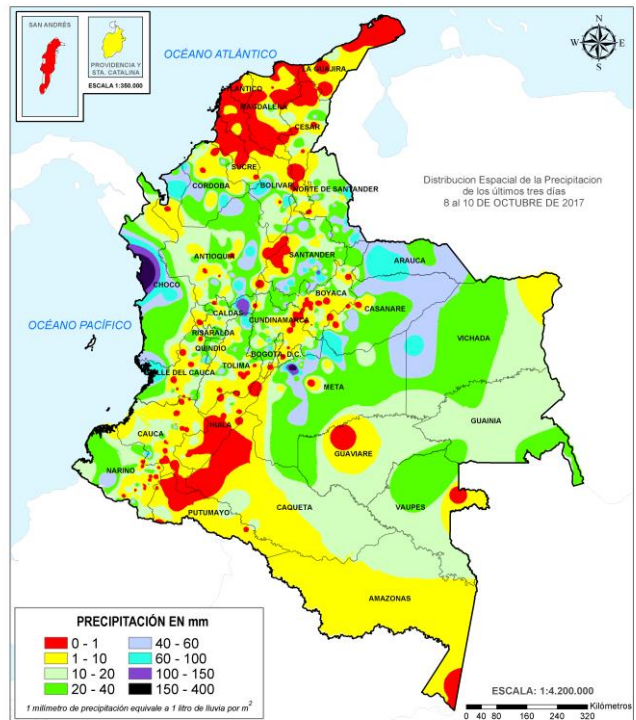 SAN ANDRÉS
PROVIDENCIA Y
STA. CATALINA
ESCALA 1:350.000
OCÉANO ATLÁNTICO
N
W E
S
LA GUAJIRA
ATLÁNTICO
MAGDALENA
CESAR
SUCRE
CÓRDOBA
BOLIVAR
NORTE DE SANTANDER
Distribucion Espacial de la Precipitacion
de los últimos tres días
8 al 10 DE OCTUBRE DE 2017
ANTIOQUIA
SANTANDER
ARAUCA
CHOCO
BOYACA
CASANARE
OCÉANO PACÍFICO
CALDAS
CUNDINAMARCA
RISARALDA
VICHADA
QUINDIO
BOGOTÁ, D.C.
VALLE DEL CAUCA
TOLIMA
META
GUAINIA
CAUCA
HUILA
GUAVIARE
NARIÑO
CAQUETA
VAUPES
PUTUMAYO
AMAZONAS
PRECIPITACIÓN EN mm
0 - 1 40 - 60
1 - 10 60 - 100
10 - 20 100 - 150
20 - 40 150 - 400
1 milimetro de precipitación equivale a 1 litro de lluvia por m²
ESCALA: 1:4.200.000
Kilómetros
0 40 80 160 240 320